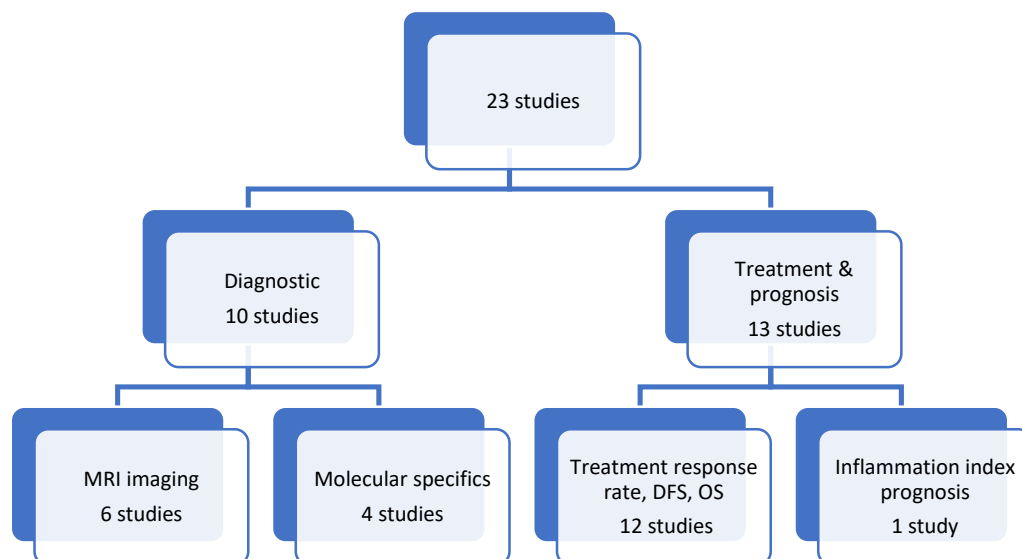 23 studies
Diagnostic
10 studies
Treatment &
prognosis
13 studies
MRI imaging
6 studies
Molecular specifics
4 studies
Treatment response
rate, DFS, OS
12 studies
Inflammation index
prognosis
1 study